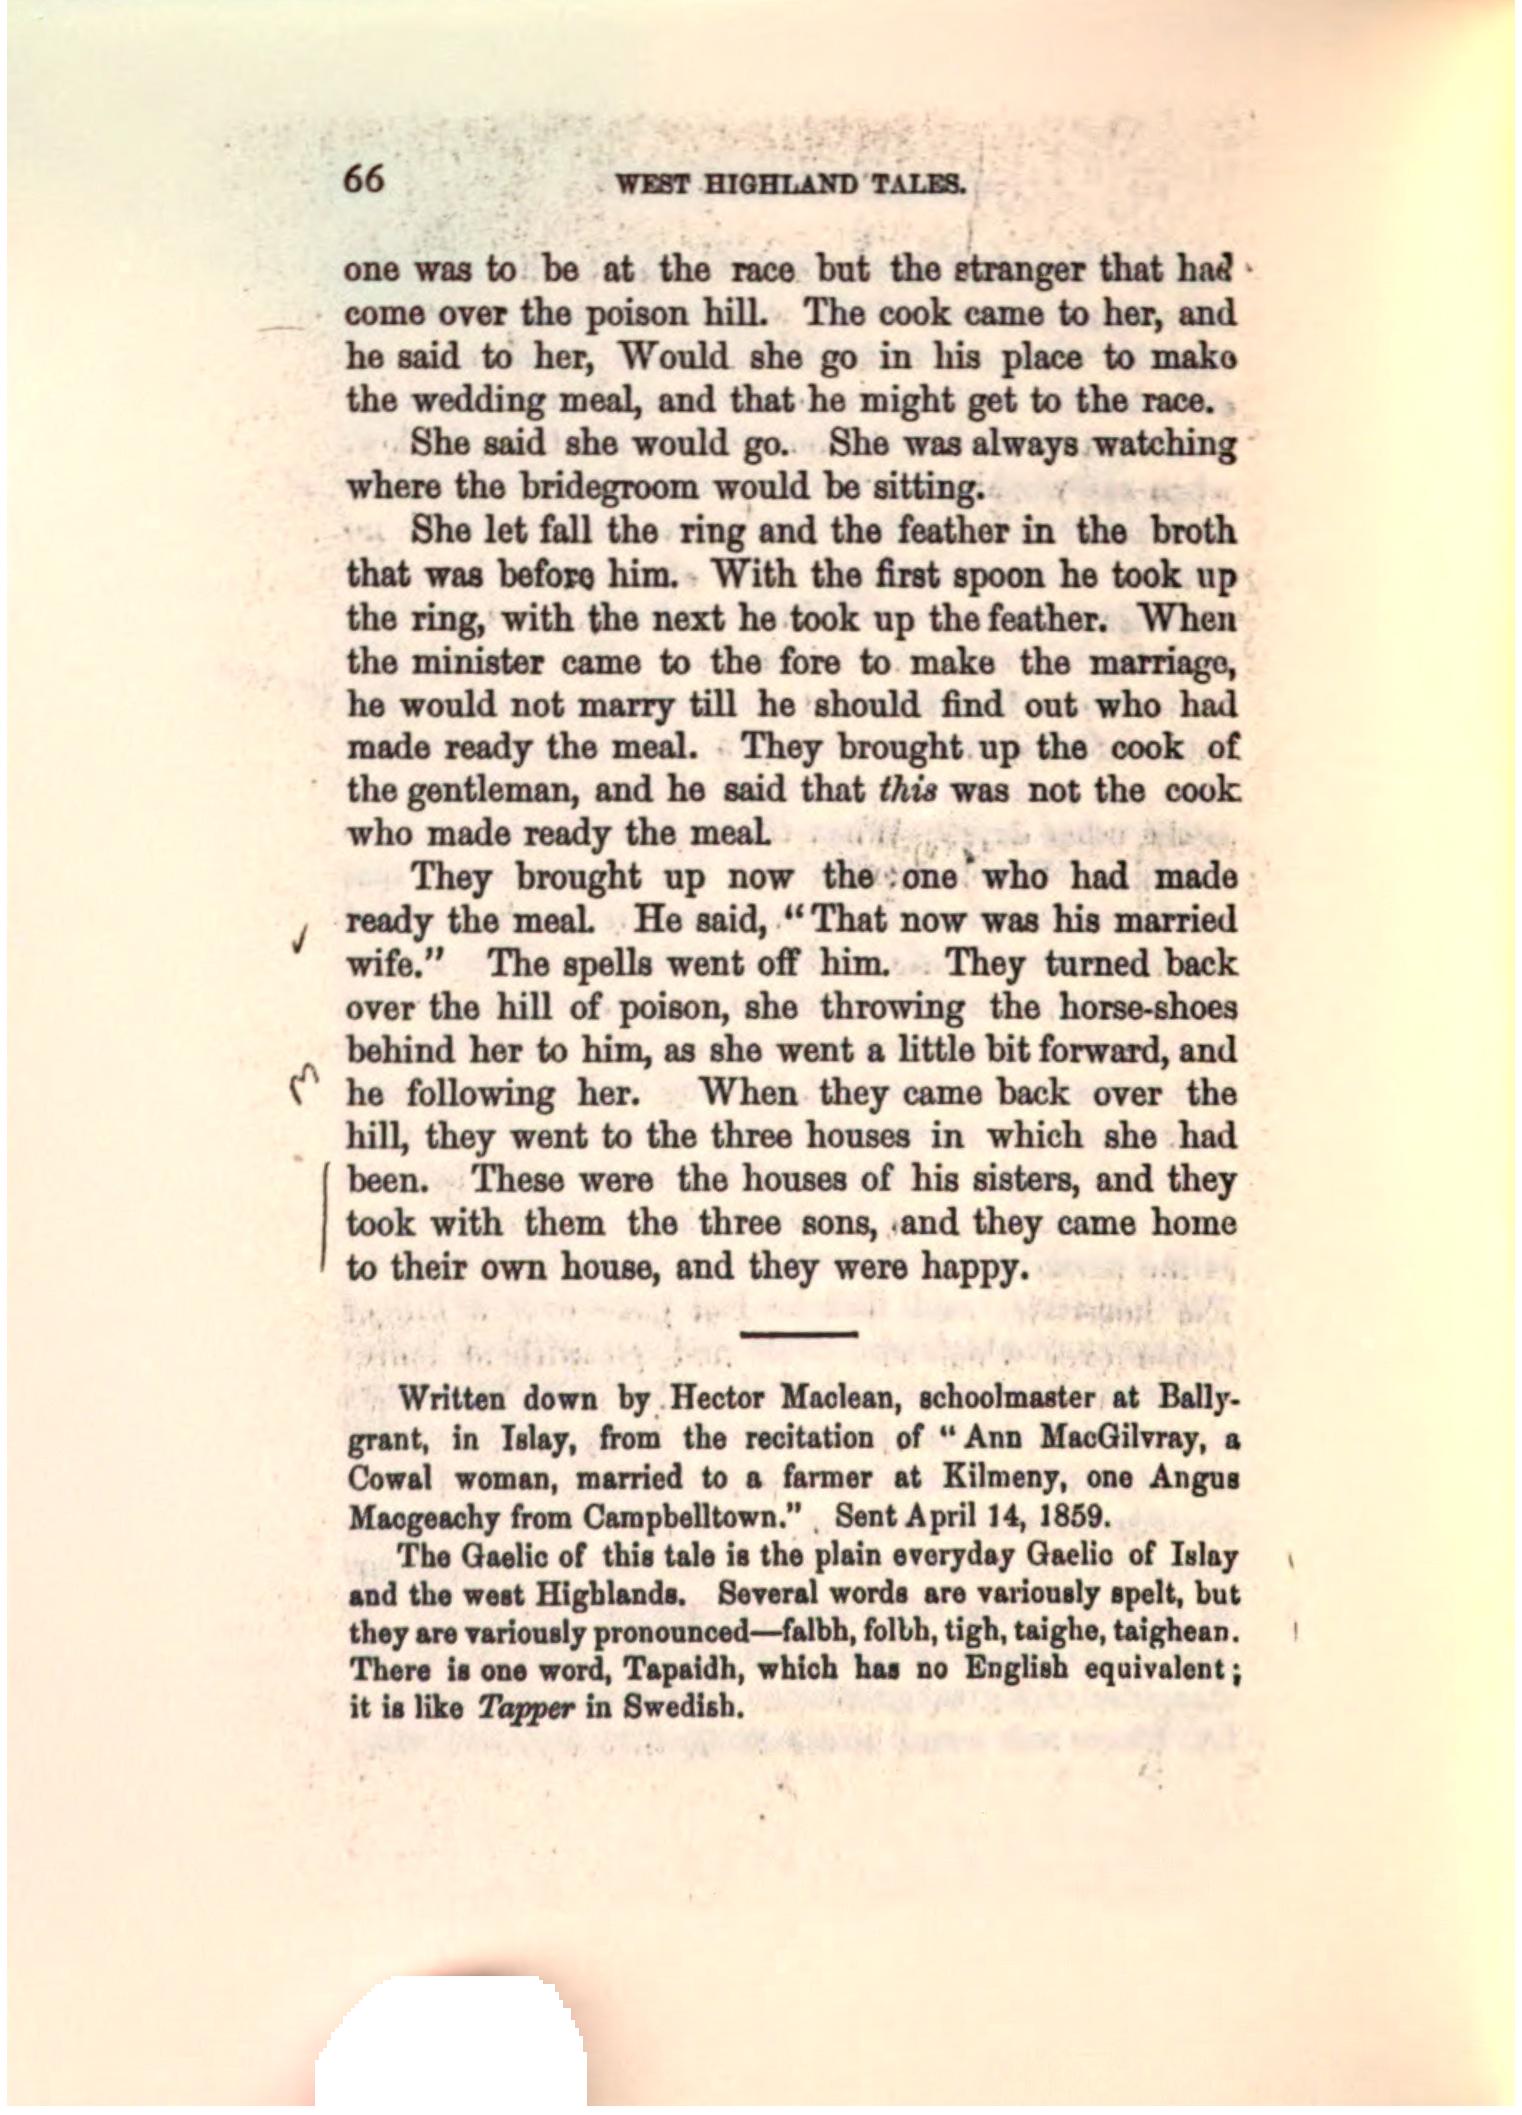 66 WEST HIGHLAND TALES.
one was to be at the race but the stranger that had
come over the poison hill. The cook came to her, and
he said to her, Would she go in his place to make
the wedding meal, and that he might get to the race.
She said she would go. She was always watching
where the bridegroom would be sitting.
She let fall the ring and the feather in the broth
that was before him. With the first spoon he took up
the ring, with the next he took up the feather. When
the minister came to the fore to make the marriage,
he would not marry till he should find out who had
made ready the meal. They brought up the cook of
the gentleman, and he said that this was not the cook
who made ready the meal.
They brought up now the one who had made
ready the meal. He said, “That now was his married
wife.” The spells went off him. They turned back
over the hill of poison, she throwing the horse-shoes
behind her to him, as she went a little bit forward, and
he following her. When they came back over the
hill, they went to the three houses in which she had
been. These were the houses of his sisters, and they
took with them the three sons, and they came home
to their own house, and they were happy.
Written down by Hector Maclean, schoolmaster at Bally-
grant, in Islay, from the recitation of “Ann MacGilvray, a
Cowal woman, married to a farmer at Kilmeny, one Angus
Macgeachy from Campbelltown.” Sent April 14, 1859.
The Gaelic of this tale is the plain everyday Gaelic of Islay
and the west Highlands. Several words are variously spelt, but
they are variously pronounced—falbh, folbh, tigh, taighe, taighean.
There is one word, Tapaidh, which has no English equivalent;
it is like Tapper in Swedish.